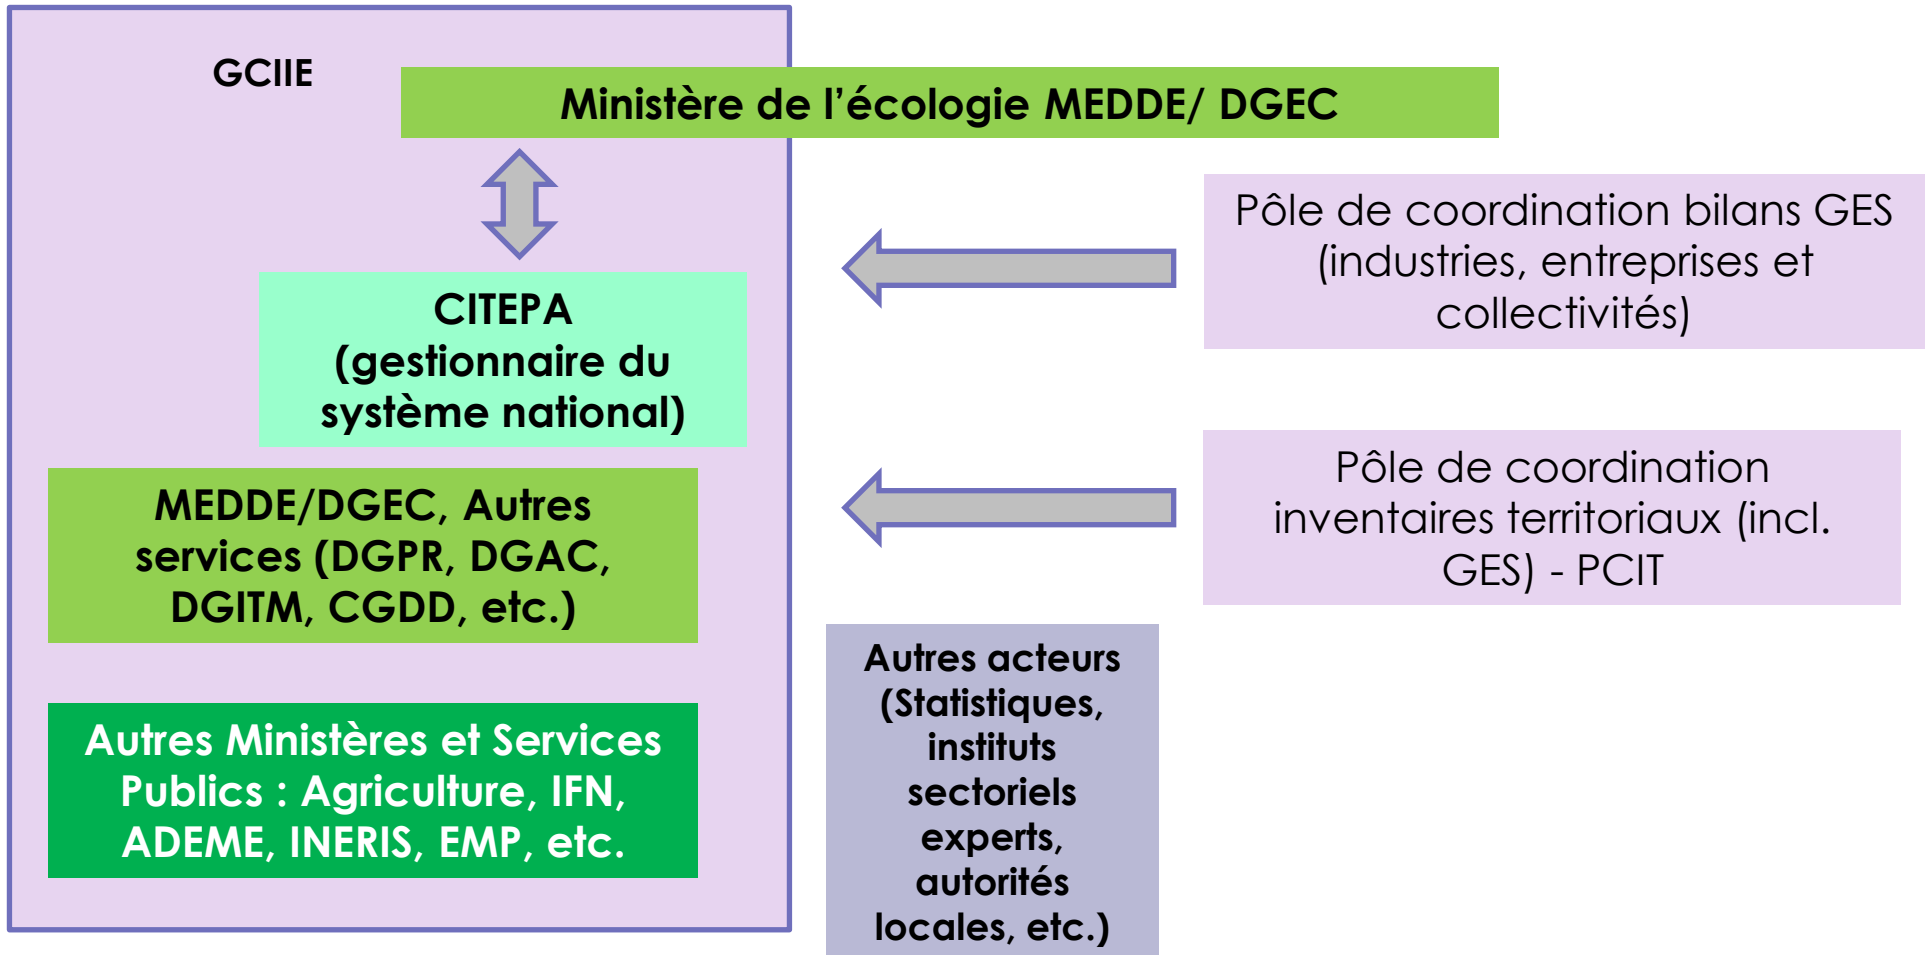 GCIIE
Ministère de l’écologie MEDDE/ DGEC
CITEPA
(gestionnaire du
système national)
MEDDE/DGEC, Autres
services (DGPR, DGAC,
DGITM, CGDD, etc.)
Autres Ministères et Services
Publics : Agriculture, IFN,
ADEME, INERIS, EMP, etc.
Pôle de coordination bilans GES
(industries, entreprises et
collectivités)
Pôle de coordination
inventaires territoriaux (incl.
GES) - PCIT
Autres acteurs
(Statistiques,
instituts
sectoriels
experts,
autorités
locales, etc.)